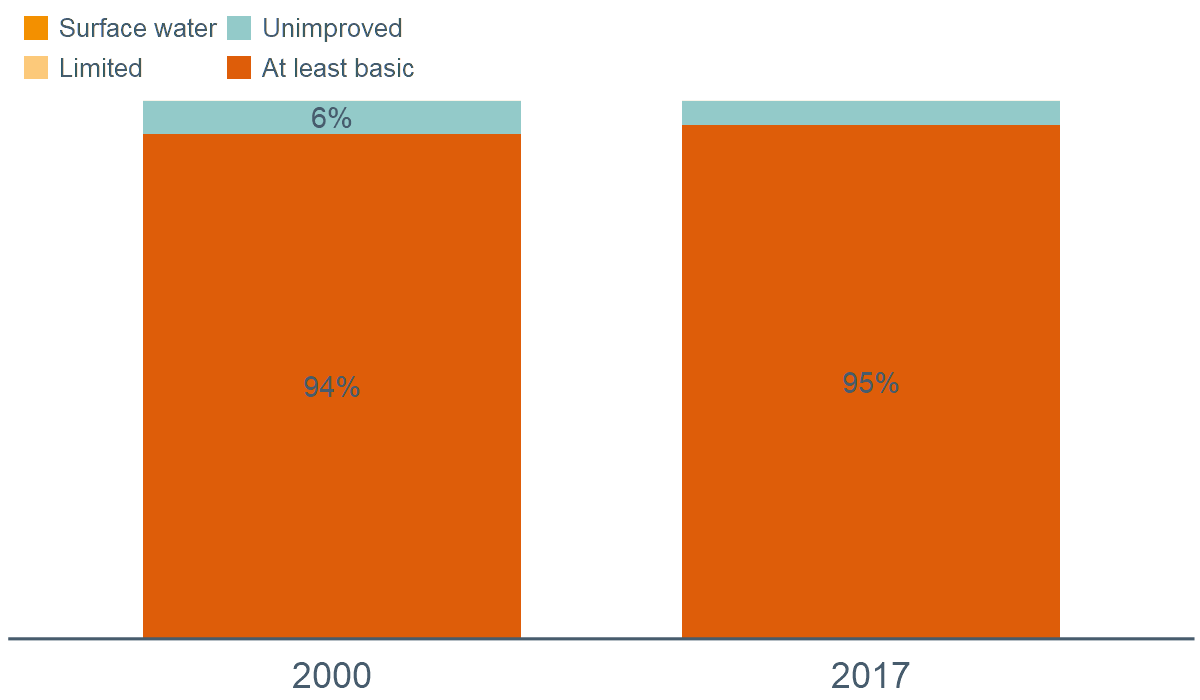 Surface water Unimproved
Limited At least basic
6%
94% 95%
2000 2017